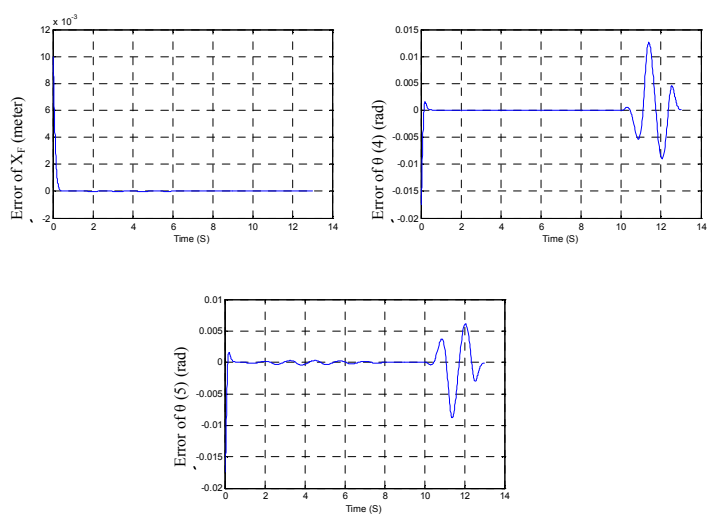 x 10⁻³
12
10
8
6
4
2
0
-2
0 2 4 6 8 10 12 14
Time (S)
Error of X_F (meter)
0.015
0.01
0.005
0
-0.005
-0.01
-0.015
-0.02
0 2 4 6 8 10 12 14
Time (S)
Error of θ (4) (rad)
0.01
0.005
0
-0.005
-0.01
-0.015
-0.02
0 2 4 6 8 10 12 14
Time (S)
Error of θ (5) (rad)